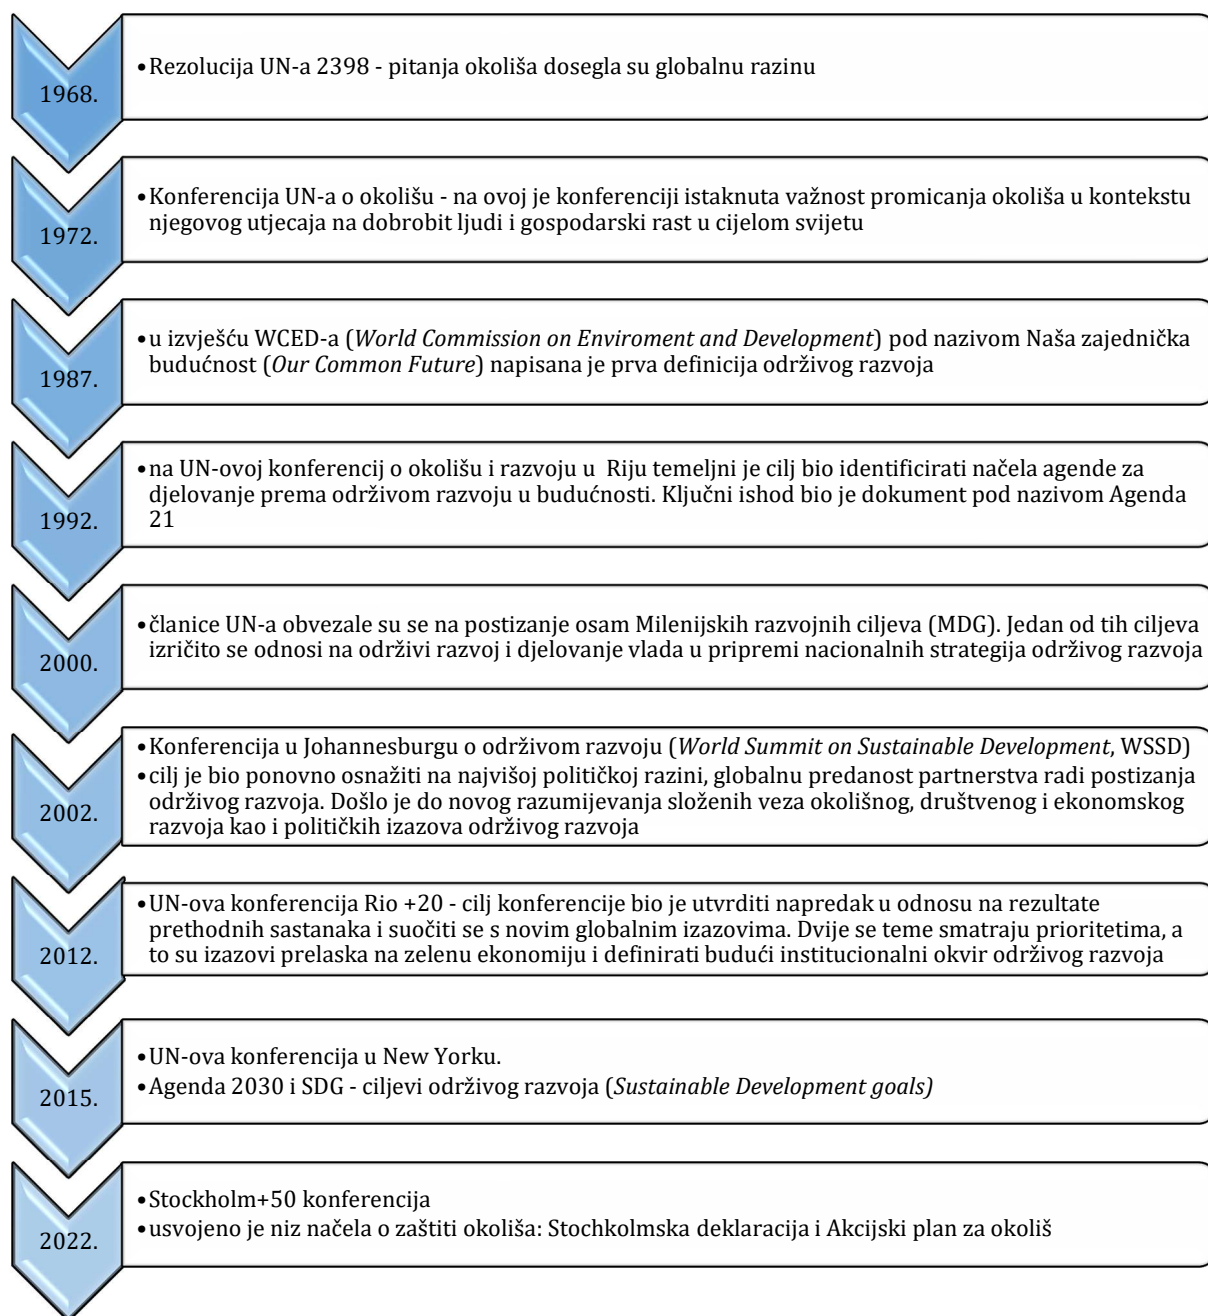 1968.
•Rezolucija UN-a 2398 - pitanja okoliša dosegla su globalnu razinu
1972.
•Konferencija UN-a o okolišu - na ovoj je konferenciji istaknuta važnost promicanja okoliša u kontekstu
njegovog utjecaja na dobrobit ljudi i gospodarski rast u cijelom svijetu
1987.
•u izvješću WCED-a (World Commission on Enviroment and Development) pod nazivom Naša zajednička
budućnost (Our Common Future) napisana je prva definicija održivog razvoja
1992.
•na UN-ovoj konferencij o okolišu i razvoju u  Riju temeljni je cilj bio identificirati načela agende za
djelovanje prema održivom razvoju u budućnosti. Ključni ishod bio je dokument pod nazivom Agenda
21
2000.
•članice UN-a obvezale su se na postizanje osam Milenijskih razvojnih ciljeva (MDG). Jedan od tih ciljeva
izričito se odnosi na održivi razvoj i djelovanje vlada u pripremi nacionalnih strategija održivog razvoja
2002.
•Konferencija u Johannesburgu o održivom razvoju (World Summit on Sustainable Development, WSSD)
•cilj je bio ponovno osnažiti na najvišoj političkoj razini, globalnu predanost partnerstva radi postizanja
održivog razvoja. Došlo je do novog razumijevanja složenih veza okolišnog, društvenog i ekonomskog
razvoja kao i političkih izazova održivog razvoja
2012.
•UN-ova konferencija Rio +20 - cilj konferencije bio je utvrditi napredak u odnosu na rezultate
prethodnih sastanaka i suočiti se s novim globalnim izazovima. Dvije se teme smatraju prioritetima, a
to su izazovi prelaska na zelenu ekonomiju i definirati budući institucionalni okvir održivog razvoja
2015.
•UN-ova konferencija u New Yorku.
•Agenda 2030 i SDG - ciljevi održivog razvoja (Sustainable Development goals)
2022.
•Stockholm+50 konferencija
•usvojeno je niz načela o zaštiti okoliša: Stochkolmska deklaracija i Akcijski plan za okoliš